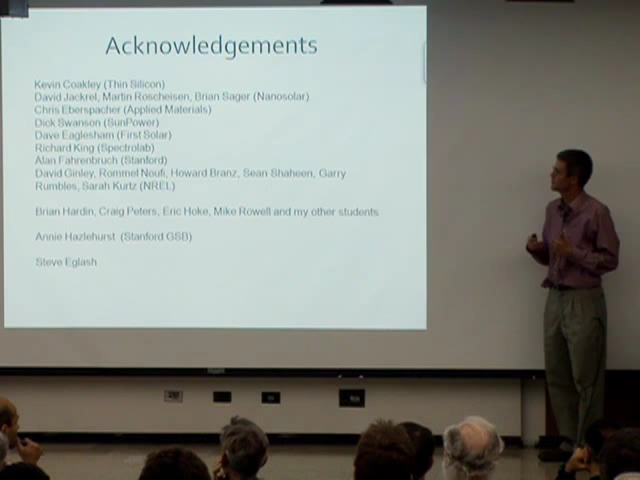 Acknowledgements
Kevin Coakley (Thin Silicon)
David Jackrel, Martin Roscheisen, Brian Sager (Nanosolar)
Chris Eberspacher (Applied Materials)
Dick Swanson (SunPower)
Dave Eaglesham (First Solar)
Richard King (Spectrolab)
Alan Fahrenbruch (Stanford)
David Ginley, Rommel Noufi, Howard Branz, Sean Shaheen, Garry
Rumbles, Sarah Kurtz (NREL)
Brian Hardin, Craig Peters, Eric Hoke, Mike Rowell and my other students
Annie Hazlehurst (Stanford GSB)
Steve Eglash